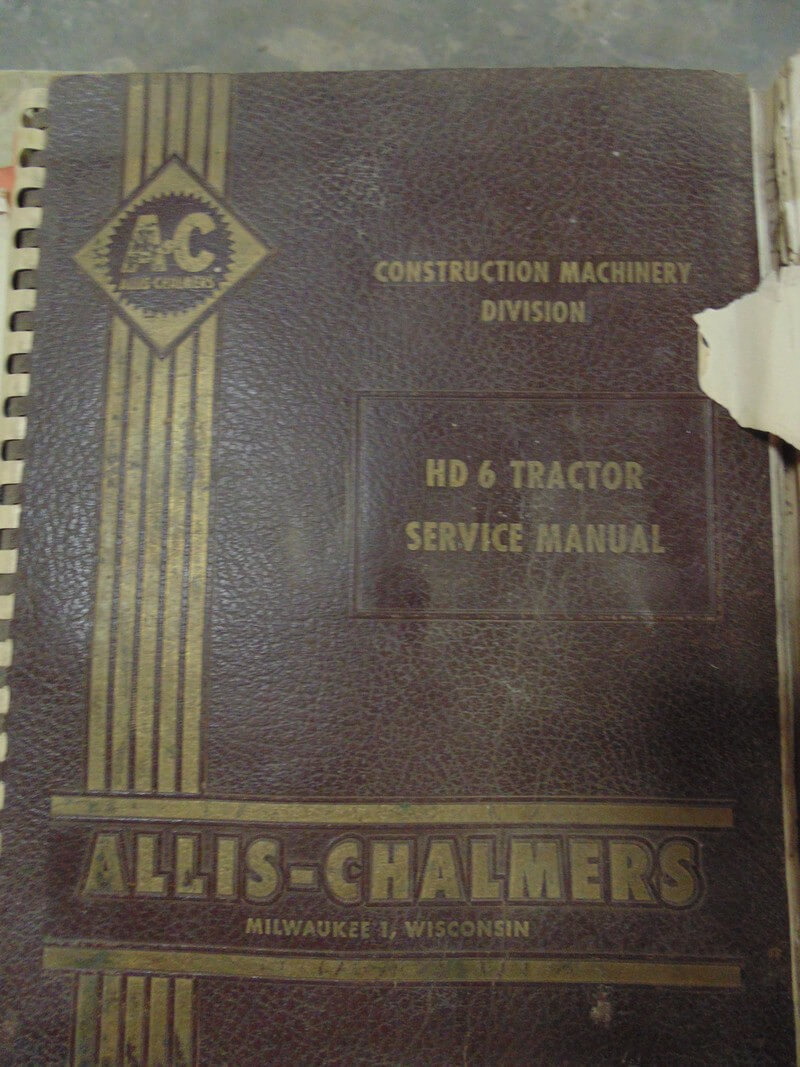 A-C
ALLIS-CHALMERS
CONSTRUCTION MACHINERY
DIVISION
HD 6 TRACTOR
SERVICE MANUAL
ALLIS-CHALMERS
MILWAUKEE 1, WISCONSIN